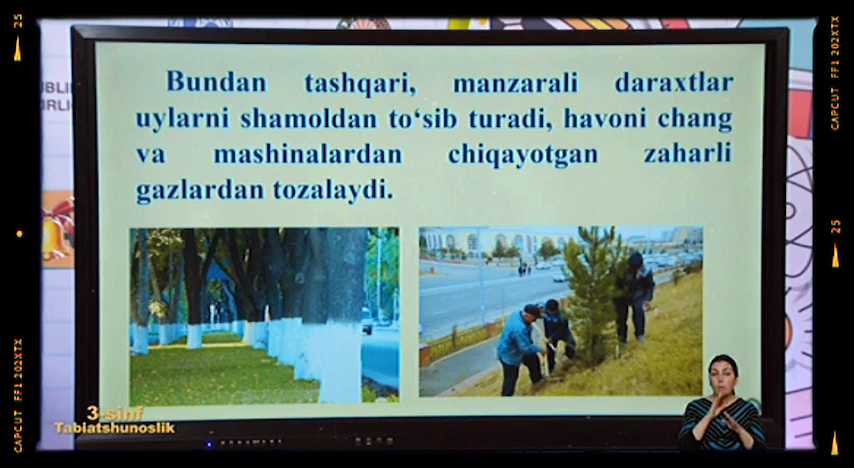 25
25
CAPCUT FF1 202XTX
Bundan tashqari, manzarali daraxtlar
uylarni shamoldan to‘sib turadi, havoni chang
va mashinalardan chiqayotgan zaharli
gazlardan tozalaydi.
CAPCUT FF1 202XTX
3-sinf
Tabiatshunoslik